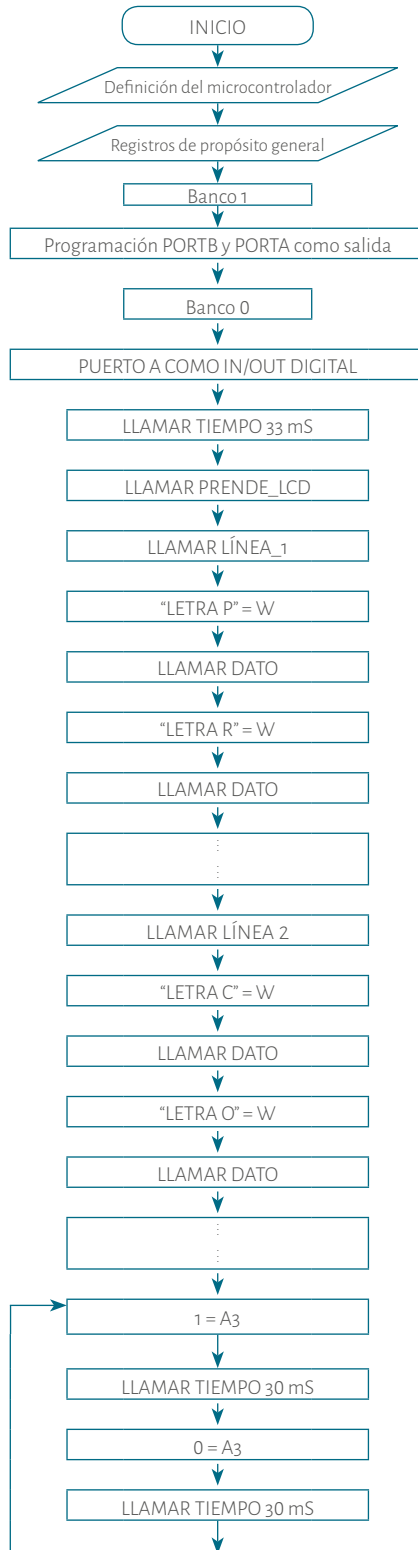 INICIO
Definición del microcontrolador
Registros de propósito general
Banco 1
Programación PORTB y PORTA como salida
Banco 0
PUERTO A COMO IN/OUT DIGITAL
LLAMAR TIEMPO 33 mS
LLAMAR PRENDE_LCD
LLAMAR LÍNEA_1
“LETRA P” = W
LLAMAR DATO
“LETRA R” = W
LLAMAR DATO
⋮
⋮
LLAMAR LÍNEA 2
“LETRA C” = W
LLAMAR DATO
“LETRA O” = W
LLAMAR DATO
⋮
⋮
1 = A3
LLAMAR TIEMPO 30 mS
0 = A3
LLAMAR TIEMPO 30 mS